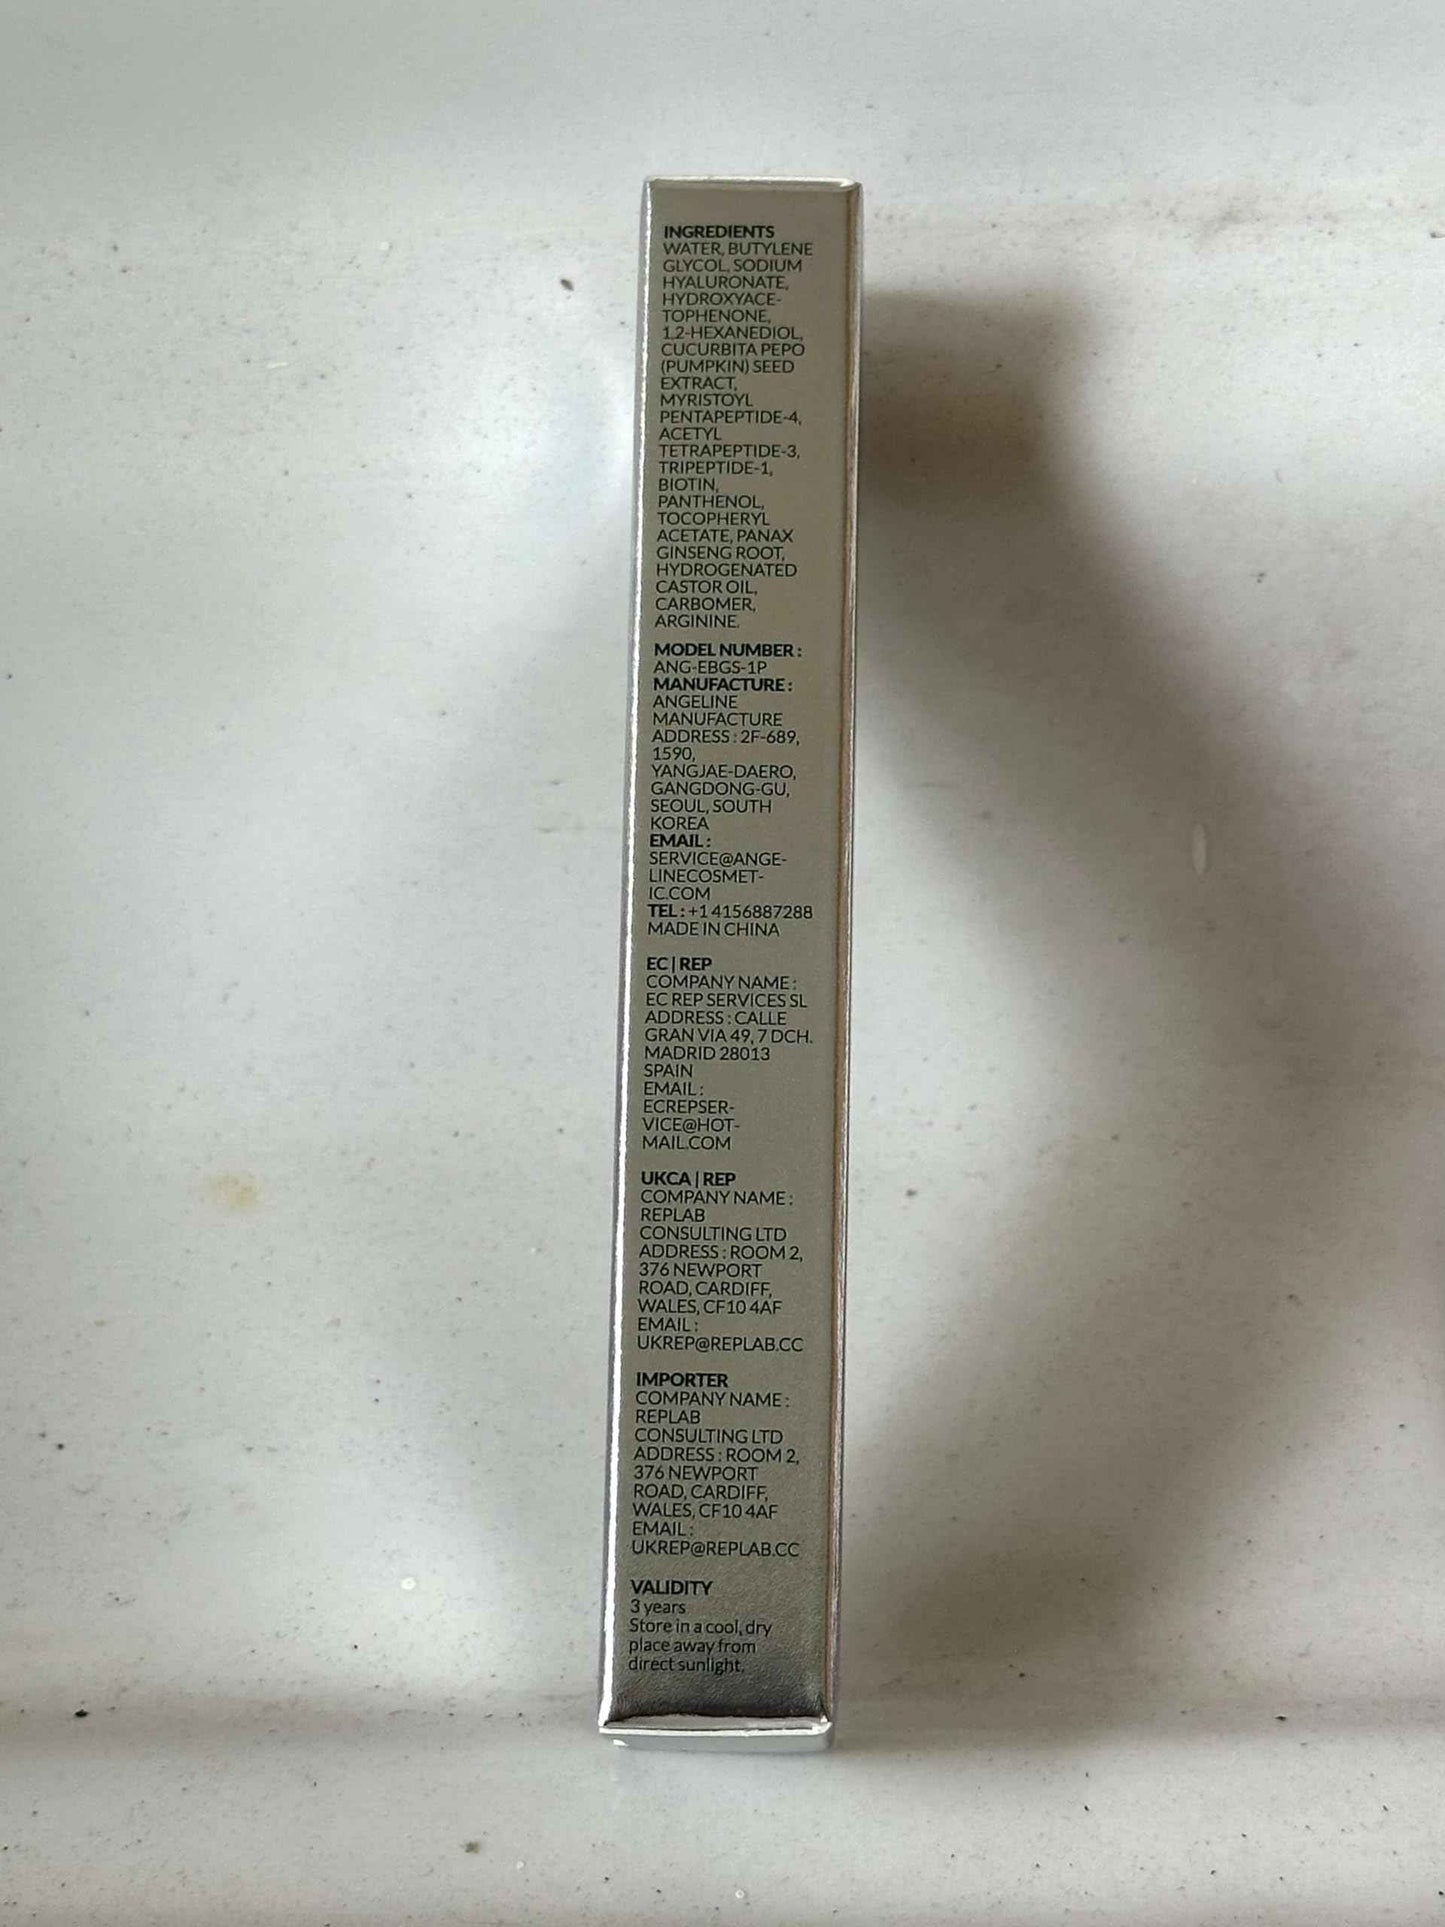 INGREDIENTS
WATER, BUTYLENE
GLYCOL, SODIUM
HYALURONATE,
HYDROXYACE-
TOPHENONE,
1,2-HEXANEDIOL,
CUCURBITA PEPO
(PUMPKIN) SEED
EXTRACT,
MYRISTOYL
PENTAPEPTIDE-4,
ACETYL
TETRAPEPTIDE-3,
TRIPEPTIDE-1,
BIOTIN,
PANTHENOL,
TOCOPHERYL
ACETATE, PANAX
GINSENG ROOT,
HYDROGENATED
CASTOR OIL,
CARBOMER,
ARGININE.
MODEL NUMBER :
ANG-EBGS-1P
MANUFACTURE :
ANGELINE
MANUFACTURE
ADDRESS : 2F-689,
1590,
YANGJAE-DAERO,
GANGDONG-GU,
SEOUL, SOUTH
KOREA
EMAIL :
SERVICE@ANGE-
LINECOSMET-
IC.COM
TEL : +1 4156887288
MADE IN CHINA
EC | REP
COMPANY NAME :
EC REP SERVICES SL
ADDRESS : CALLE
GRAN VIA 49, 7 DCH.
MADRID 28013
SPAIN
EMAIL :
ECREPSER-
VICE@HOT-
MAIL.COM
UKCA | REP
COMPANY NAME :
REPLAB
CONSULTING LTD
ADDRESS : ROOM 2,
376 NEWPORT
ROAD, CARDIFF,
WALES, CF10 4AF
EMAIL :
UKREP@REPLAB.CC
IMPORTER
COMPANY NAME :
REPLAB
CONSULTING LTD
ADDRESS : ROOM 2,
376 NEWPORT
ROAD, CARDIFF,
WALES, CF10 4AF
EMAIL :
UKREP@REPLAB.CC
VALIDITY
3 years
Store in a cool, dry
place away from
direct sunlight.